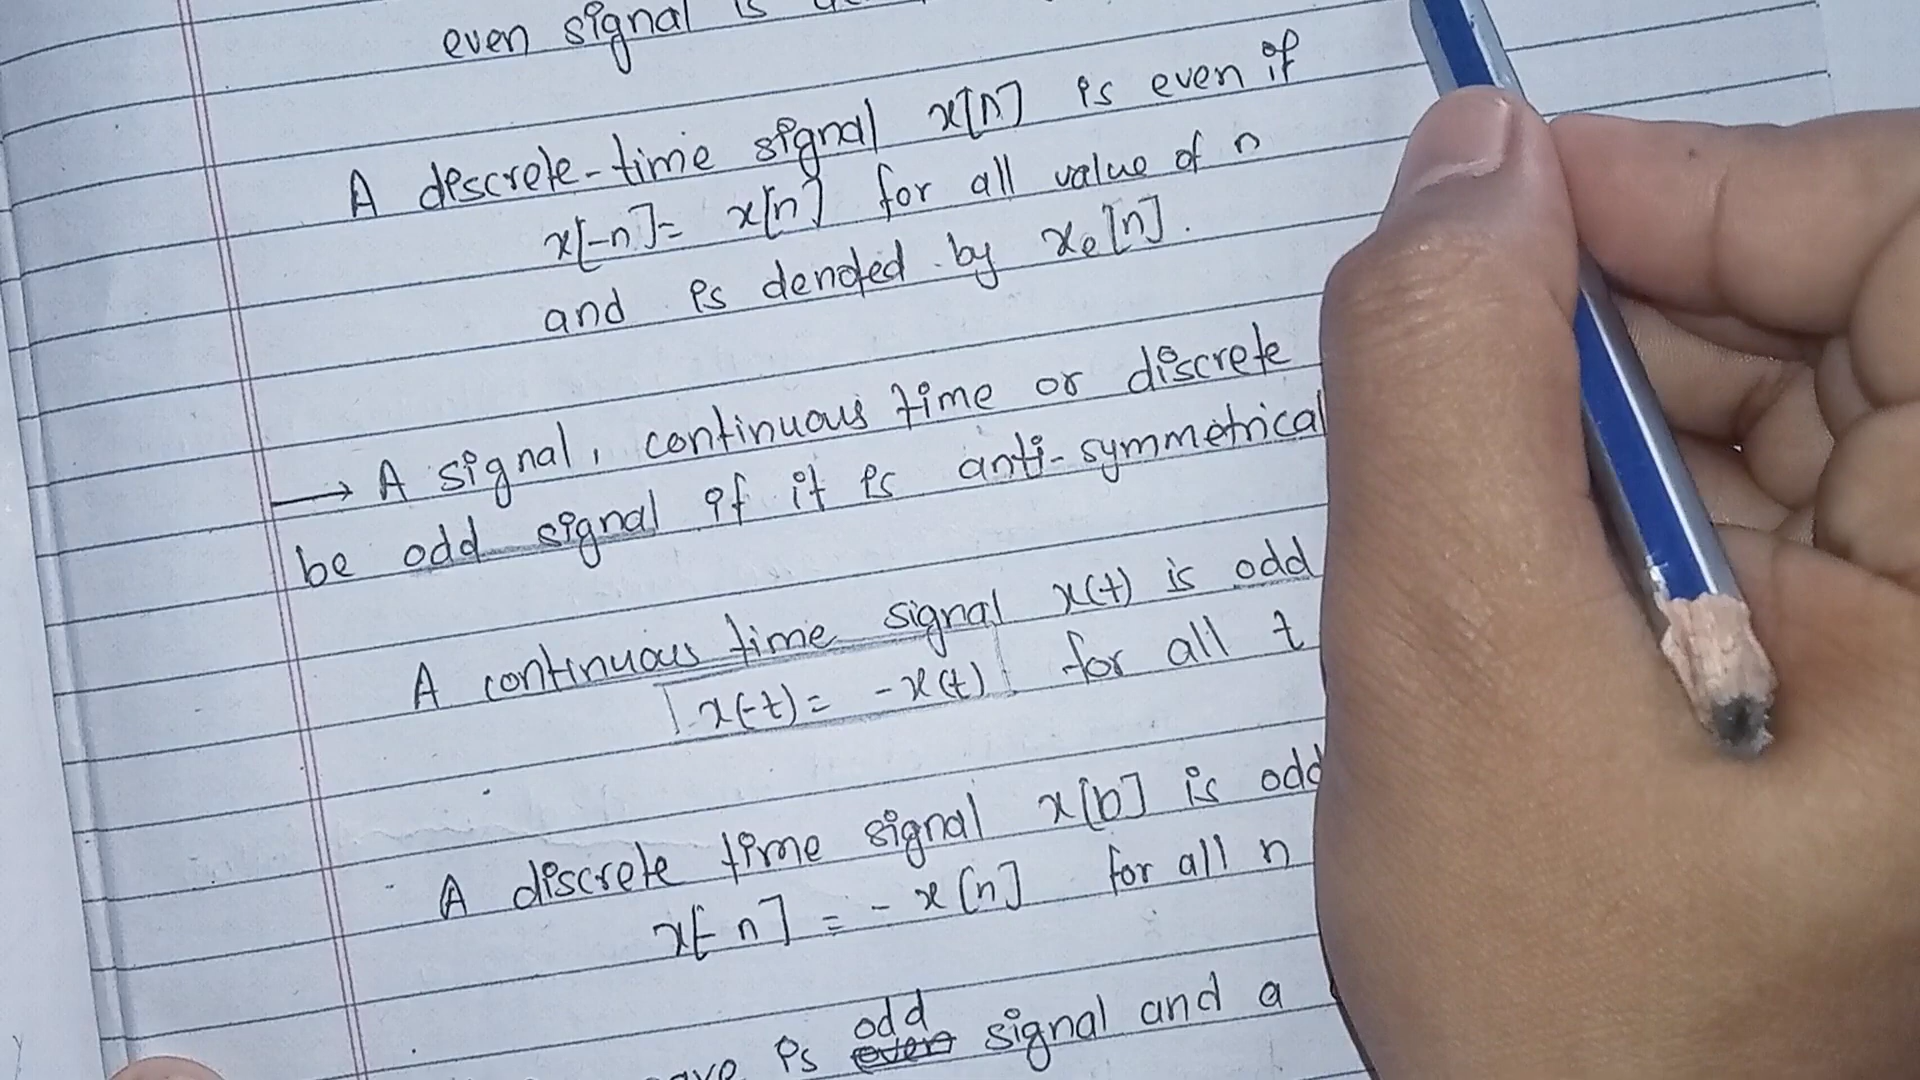 even signal is
A discrete-time signal x[n] is even if
x[-n]= x[n] for all value of n
and is denoted by xe[n].
→ A signal, continuous time or discrete
be odd signal if it is anti-symmetrical
A continuous time signal x(t) is odd
x(-t)= -x(t) for all t
A discrete time signal x[b] is odd
x[-n] = - x[n] for all n
odd
is even signal and a